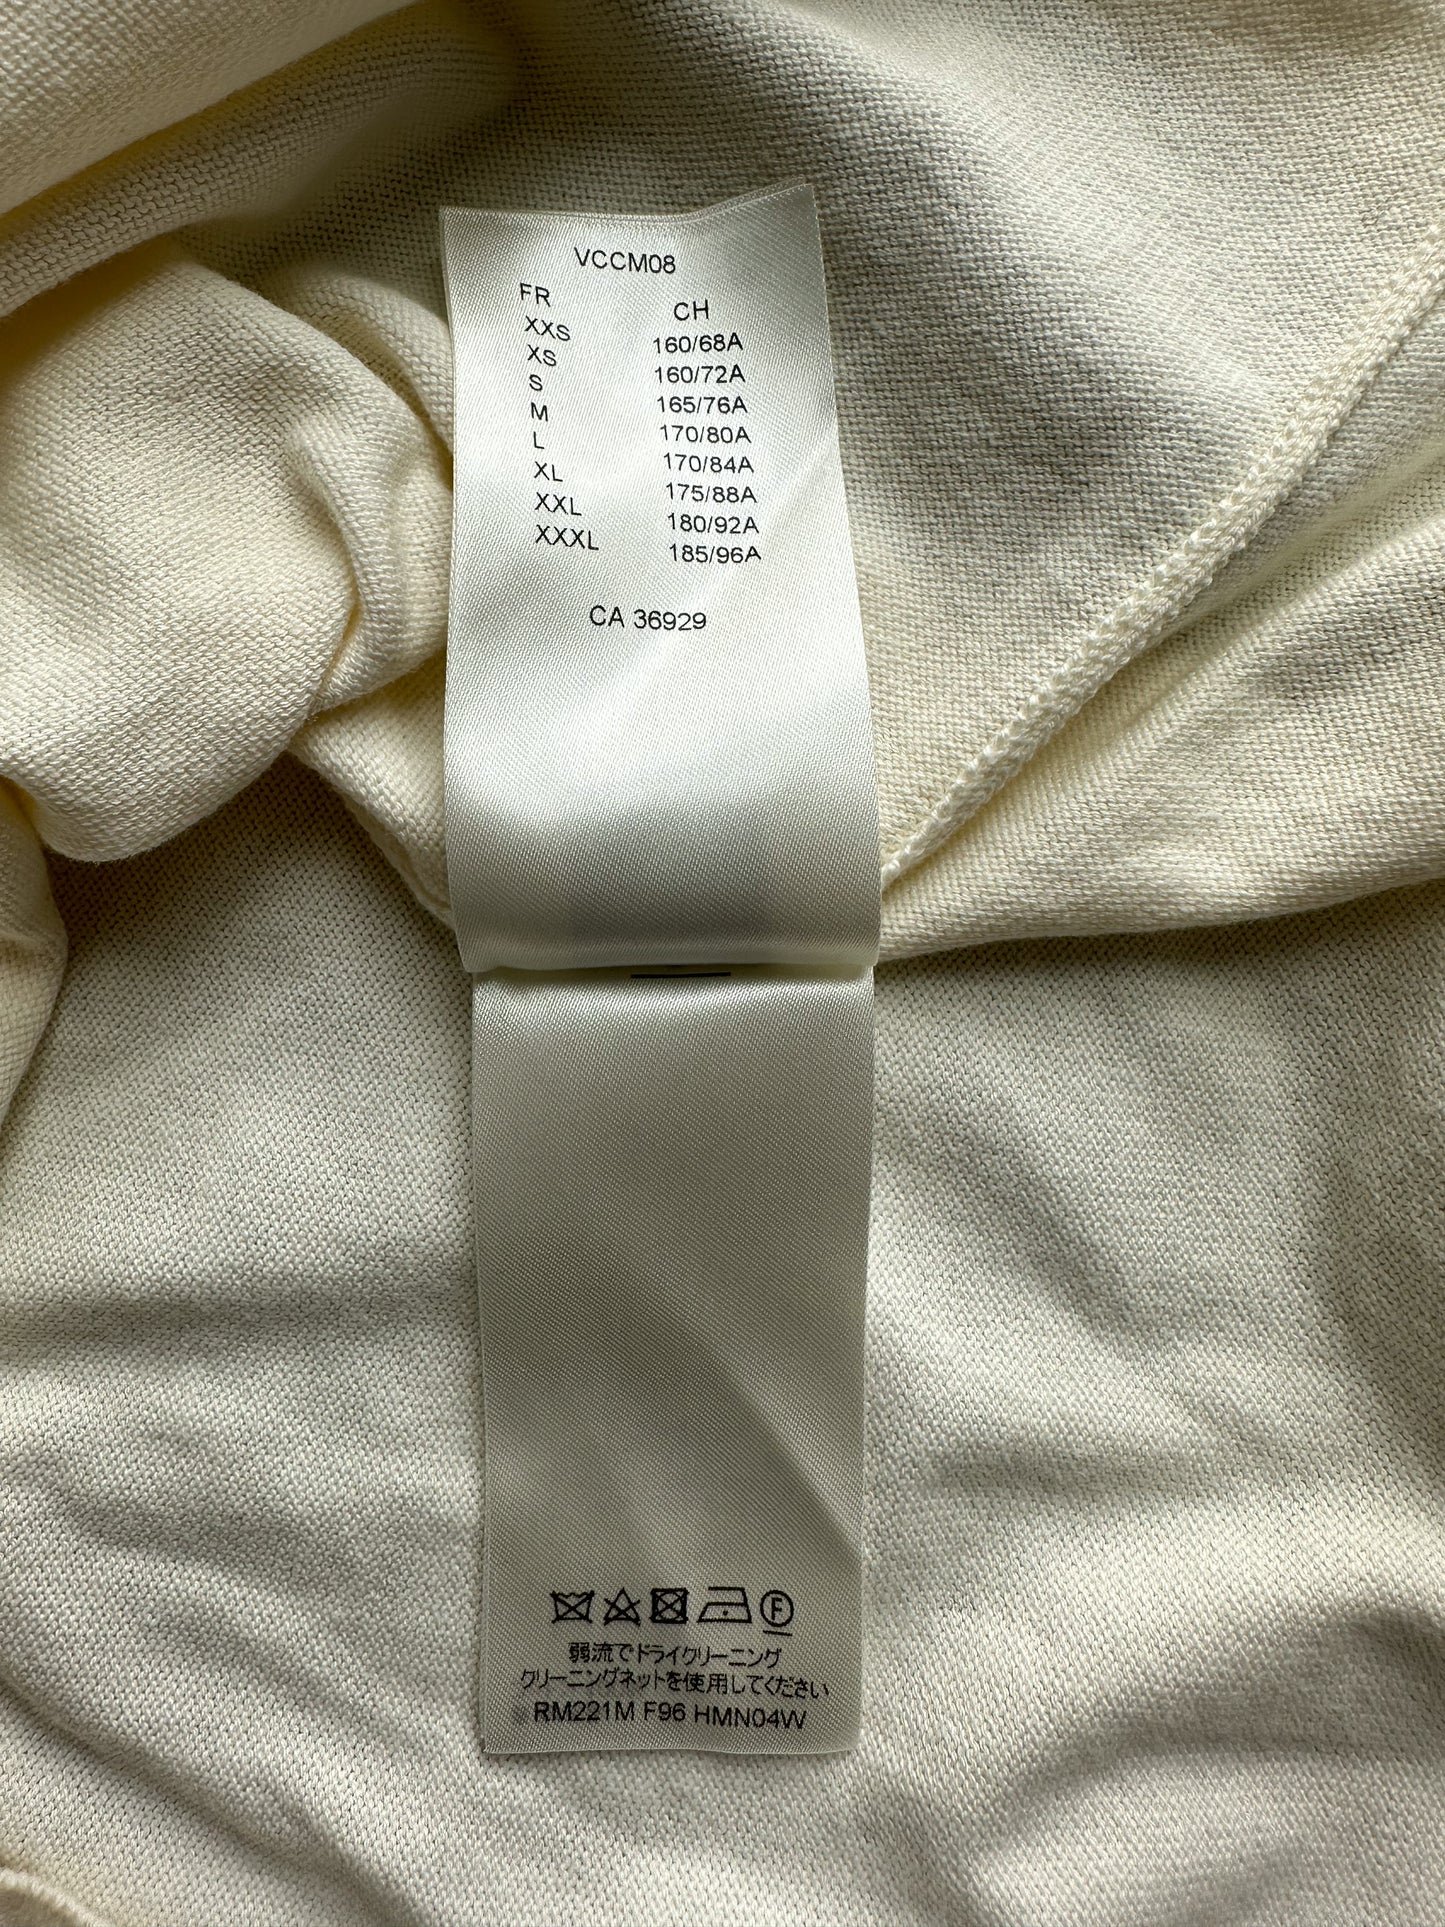 VCCM08
FR CH
XXS 160/68A
XS 160/72A
S 165/76A
M 170/80A
L 170/84A
XL 175/88A
XXL 180/92A
XXXL 185/96A
CA 36929
F
弱流でドライクリーニング
クリーニングネットを使用してください
RM221M F96 HMN04W